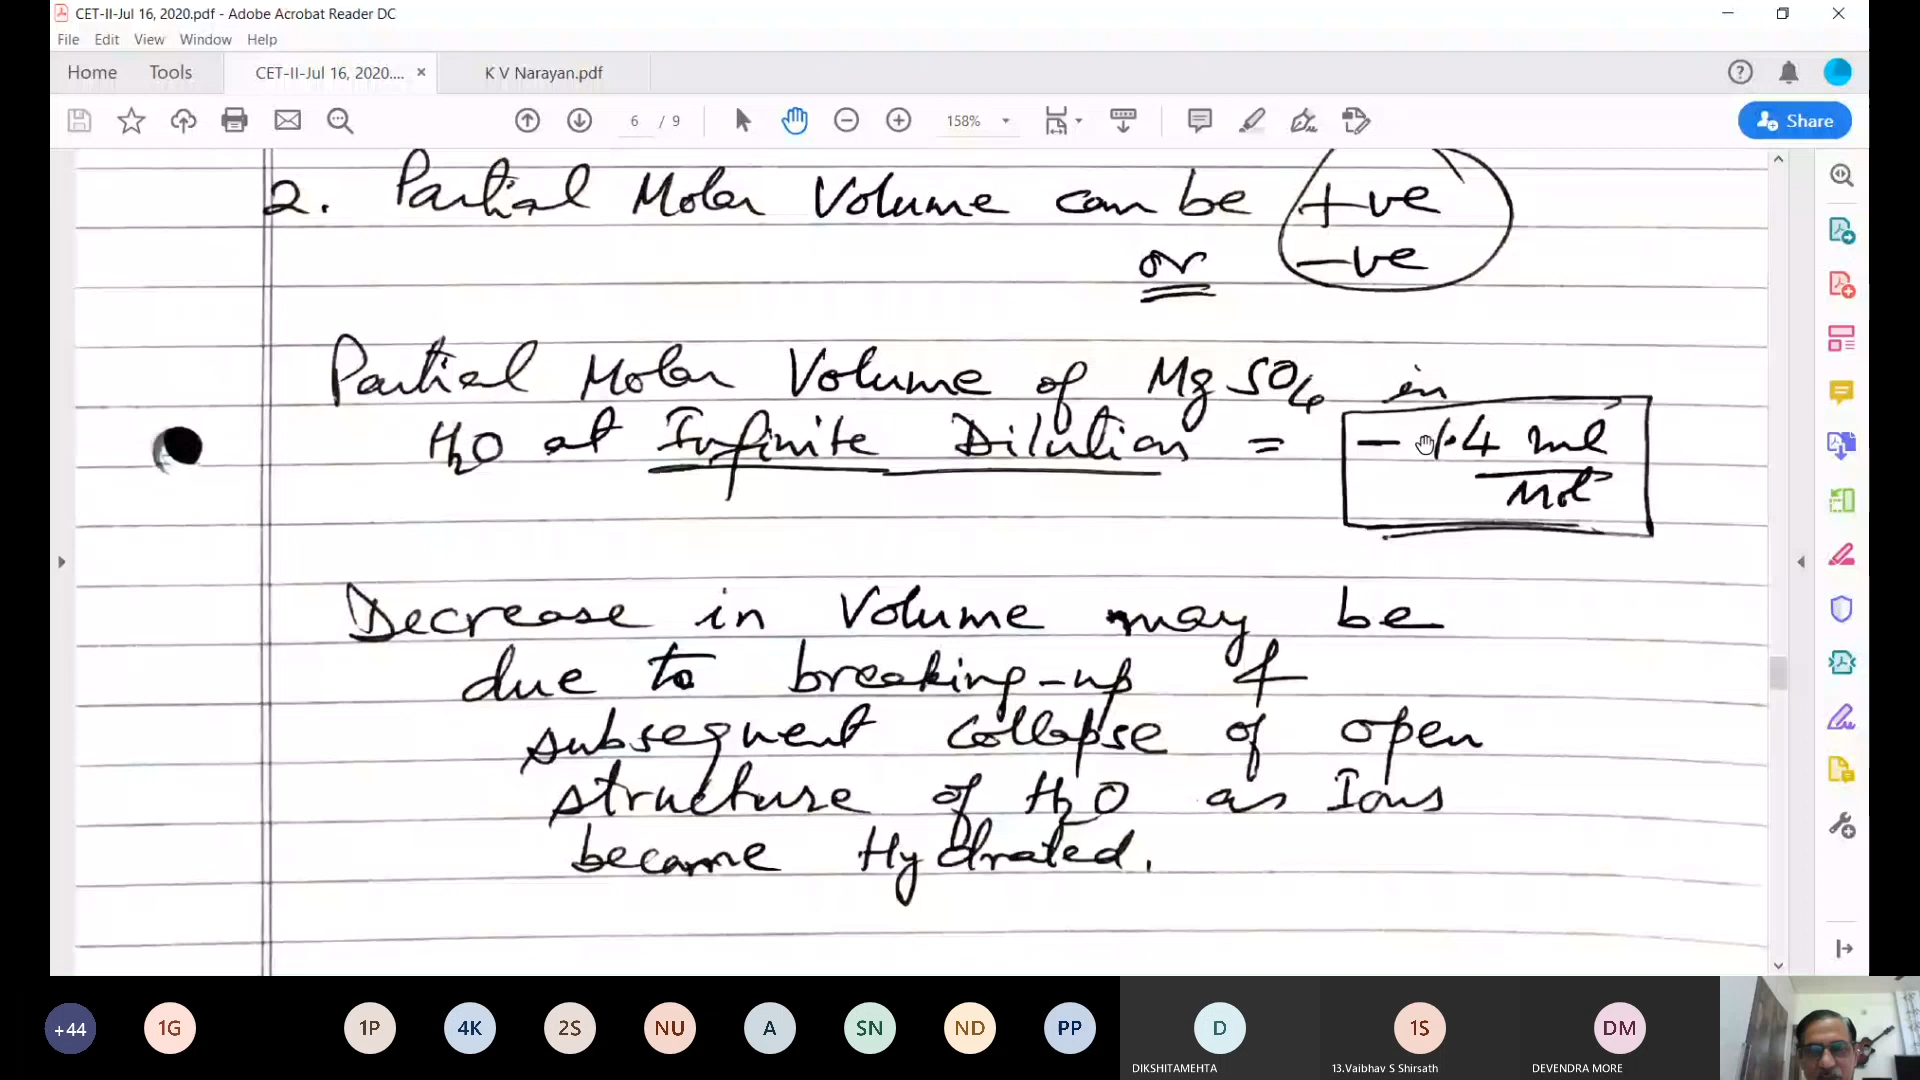 CET-II-Jul 16, 2020.pdf - Adobe Acrobat Reader DC
File Edit View Window Help
Home Tools CET-II-Jul 16, 2020.... × K V Narayan.pdf
6 / 9 158% Share
2. Partial Molar Volume can be +ve
or -ve
Partial Molar Volume of MgSO4 in
H2O at Infinite Dilution = - 1.4 ml
Mol
Decrease in Volume may be
due to breaking-up &
subsequent collapse of open
structure of H2O as Ions
became Hydrated.
+44 1G 1P 4K 2S NU A SN ND PP D 1S DM
DIKSHITAMEHTA 13.Vaibhav S Shirsath DEVENDRA MORE